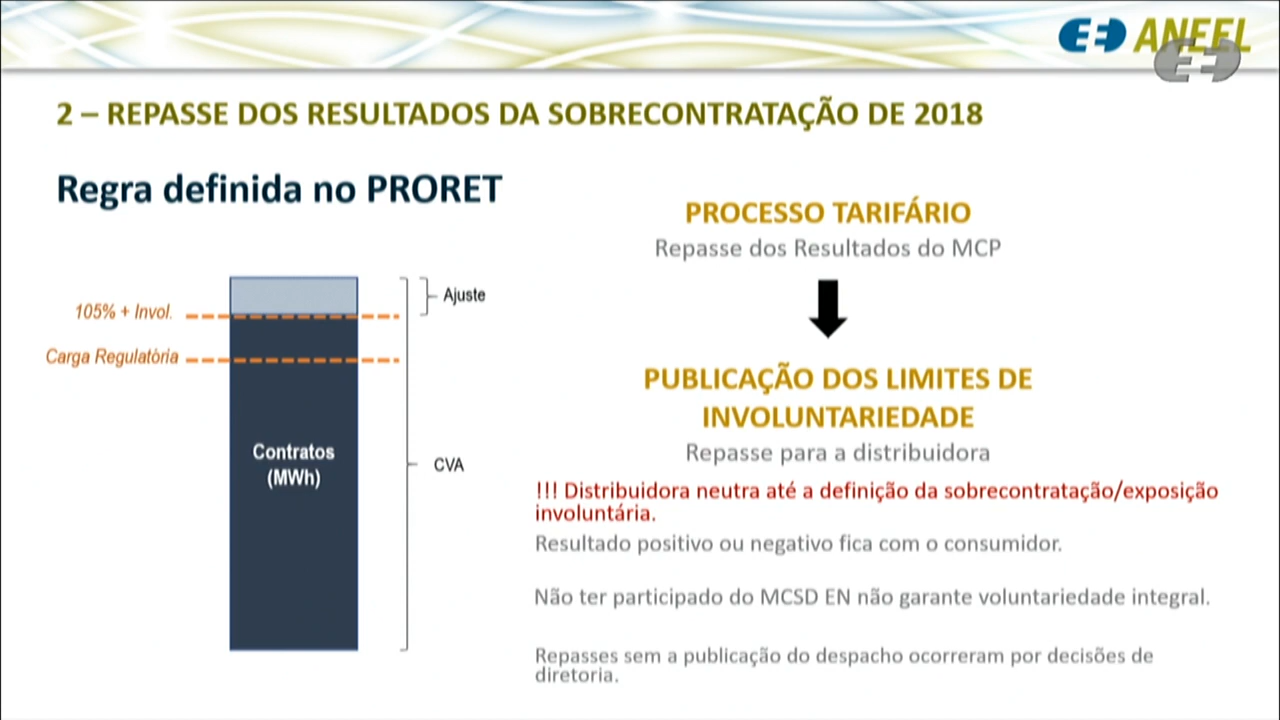 ANEEL
2 – REPASSE DOS RESULTADOS DA SOBRECONTRATAÇÃO DE 2018
Regra definida no PRORET
105% + Invol.
Carga Regulatória
Contratos
(MWh)
Ajuste
CVA
PROCESSO TARIFÁRIO
Repasse dos Resultados do MCP
PUBLICAÇÃO DOS LIMITES DE
INVOLUNTARIEDADE
Repasse para a distribuidora
!!! Distribuidora neutra até a definição da sobrecontratação/exposição
involuntária.
Resultado positivo ou negativo fica com o consumidor.
Não ter participado do MCSD EN não garante voluntariedade integral.
Repasses sem a publicação do despacho ocorreram por decisões de
diretoria.